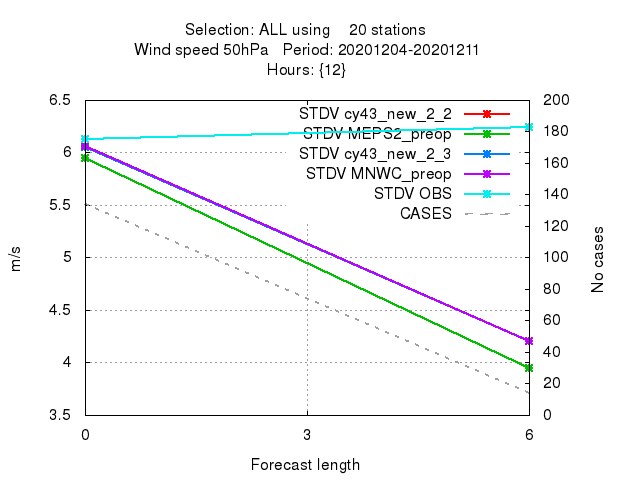 Selection: ALL using 20 stations
Wind speed 50hPa Period: 20201204-20201211
Hours: {12}
6.5
6
5.5
5
4.5
4
3.5
m/s
200
180
160
140
120
100
80
60
40
20
0
No cases
STDV cy43_new_2_2
STDV MEPS2_preop
STDV cy43_new_2_3
STDV MNWC_preop
STDV OBS
CASES
0
3
6
Forecast length